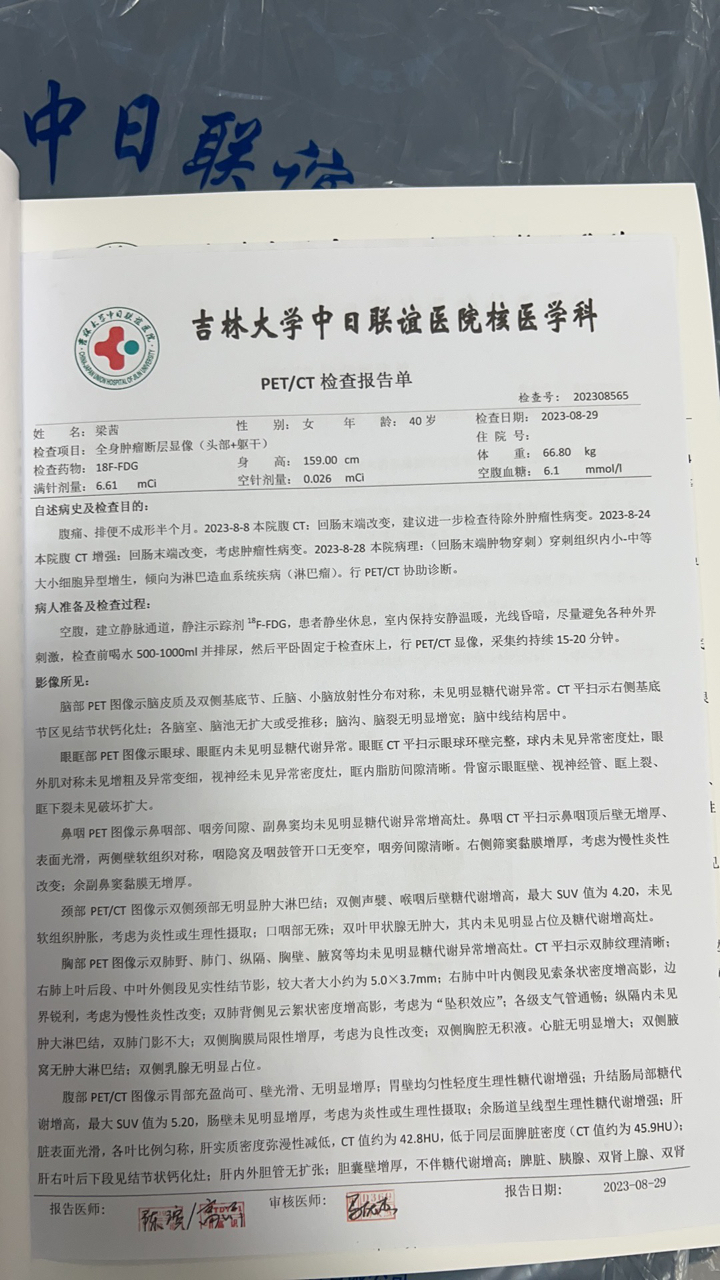 中日联谊
吉林大学中日联谊医院
CHINA-JAPAN UNION HOSPITAL OF JILIN UNIVERSITY
吉林大学中日联谊医院核医学科
PET/CT 检查报告单
检查号: 202308565
姓 名: 梁茜 性 别: 女 年 龄: 40 岁 检查日期: 2023-08-29
检查项目: 全身肿瘤断层显像（头部+躯干） 住 院 号:
检查药物: 18F-FDG 身 高: 159.00 cm 体 重: 66.80 kg
满针剂量: 6.61 mCi 空针剂量: 0.026 mCi 空腹血糖: 6.1 mmol/l
自述病史及检查目的:
腹痛、排便不成形半个月。2023-8-8 本院腹 CT：回肠末端改变，建议进一步检查待除外肿瘤性病变。2023-8-24
本院腹 CT 增强：回肠末端改变，考虑肿瘤性病变。2023-8-28 本院病理：（回肠末端肿物穿刺）穿刺组织内小-中等
大小细胞异型增生，倾向为淋巴造血系统疾病（淋巴瘤）。行 PET/CT 协助诊断。
病人准备及检查过程:
空腹，建立静脉通道，静注示踪剂 ¹⁸F-FDG，患者静坐休息，室内保持安静温暖，光线昏暗，尽量避免各种外界
刺激，检查前喝水 500-1000ml 并排尿，然后平卧固定于检查床上，行 PET/CT 显像，采集约持续 15-20 分钟。
影像所见:
脑部 PET 图像示脑皮质及双侧基底节、丘脑、小脑放射性分布对称，未见明显糖代谢异常。CT 平扫示右侧基底
节区见结节状钙化灶；各脑室、脑池无扩大或受推移；脑沟、脑裂无明显增宽；脑中线结构居中。
眼眶部 PET 图像示眼球、眼眶内未见明显糖代谢异常。眼眶 CT 平扫示眼球环壁完整，球内未见异常密度灶，眼
外肌对称未见增粗及异常变细，视神经未见异常密度灶，眶内脂肪间隙清晰。骨窗示眼眶壁、视神经管、眶上裂、
眶下裂未见破坏扩大。
鼻咽 PET 图像示鼻咽部、咽旁间隙、副鼻窦均未见明显糖代谢异常增高灶。鼻咽 CT 平扫示鼻咽顶后壁无增厚、
表面光滑，两侧壁软组织对称，咽隐窝及咽鼓管开口无变窄，咽旁间隙清晰。右侧筛窦黏膜增厚，考虑为慢性炎性
改变；余副鼻窦黏膜无增厚。
颈部 PET/CT 图像示双侧颈部无明显肿大淋巴结；双侧声襞、喉咽后壁糖代谢增高，最大 SUV 值为 4.20，未见
软组织肿胀，考虑为炎性或生理性摄取；口咽部无殊；双叶甲状腺无肿大，其内未见明显占位及糖代谢增高灶。
胸部 PET 图像示双肺野、肺门、纵隔、胸壁、腋窝等均未见明显糖代谢异常增高灶。CT 平扫示双肺纹理清晰；
右肺上叶后段、中叶外侧段见实性结节影，较大者大小约为 5.0×3.7mm；右肺中叶内侧段见索条状密度增高影，边
界锐利，考虑为慢性炎性改变；双肺背侧见云絮状密度增高影，考虑为“坠积效应”；各级支气管通畅；纵隔内未见
肿大淋巴结，双肺门影不大；双侧胸膜局限性增厚，考虑为良性改变；双侧胸腔无积液。心脏无明显增大；双侧腋
窝无肿大淋巴结；双侧乳腺无明显占位。
腹部 PET/CT 图像示胃部充盈尚可、壁光滑、无明显增厚；胃壁均匀性轻度生理性糖代谢增强；升结肠局部糖代
谢增高，最大 SUV 值为 5.20，肠壁未见明显增厚，考虑为炎性或生理性摄取；余肠道呈线型生理性糖代谢增强；肝
脏表面光滑，各叶比例匀称，肝实质密度弥漫性减低，CT 值约为 42.8HU，低于同层面脾脏密度（CT 值约为 45.9HU）；
肝右叶后下段见结节状钙化灶；肝内外胆管无扩张；胆囊壁增厚，不伴糖代谢增高；脾脏、胰腺、双肾上腺、双肾
报告医师: 审核医师: 报告日期: 2023-08-29